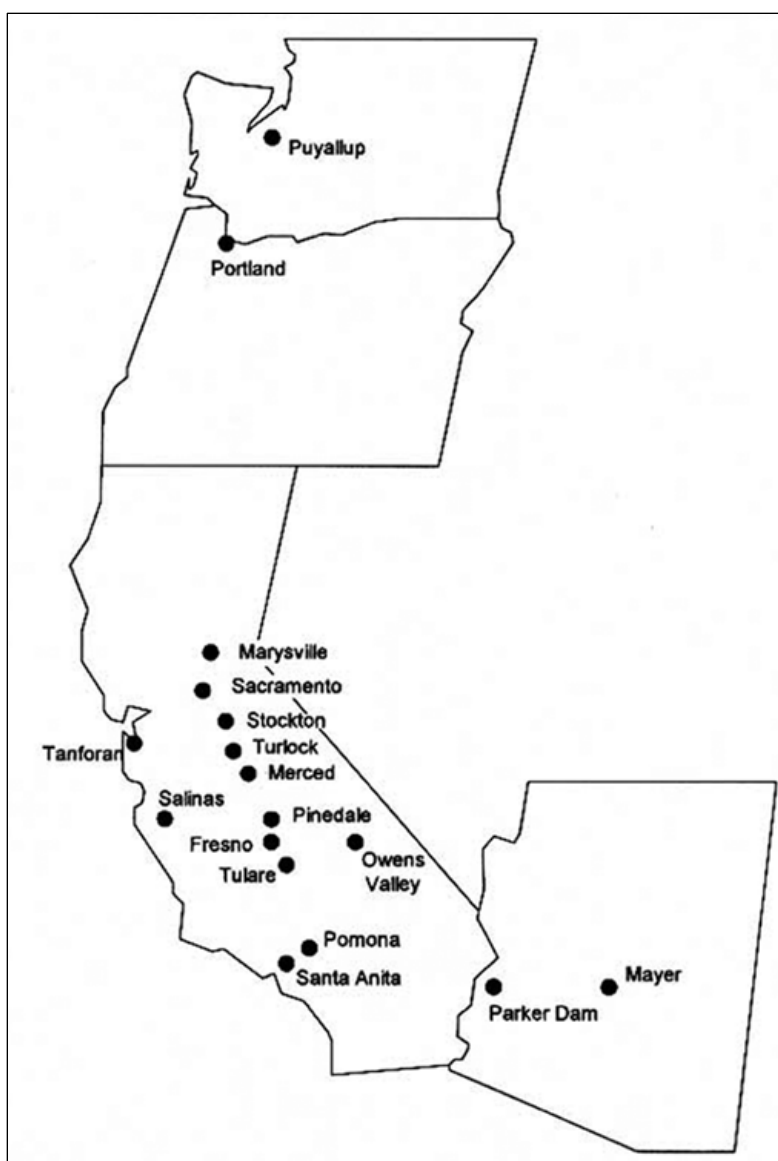 Puyallup
Portland
Marysville
Sacramento
Stockton
Tanforan
Turlock
Merced
Salinas
Pinedale
Fresno
Owens
Valley
Tulare
Pomona
Santa Anita
Mayer
Parker Dam